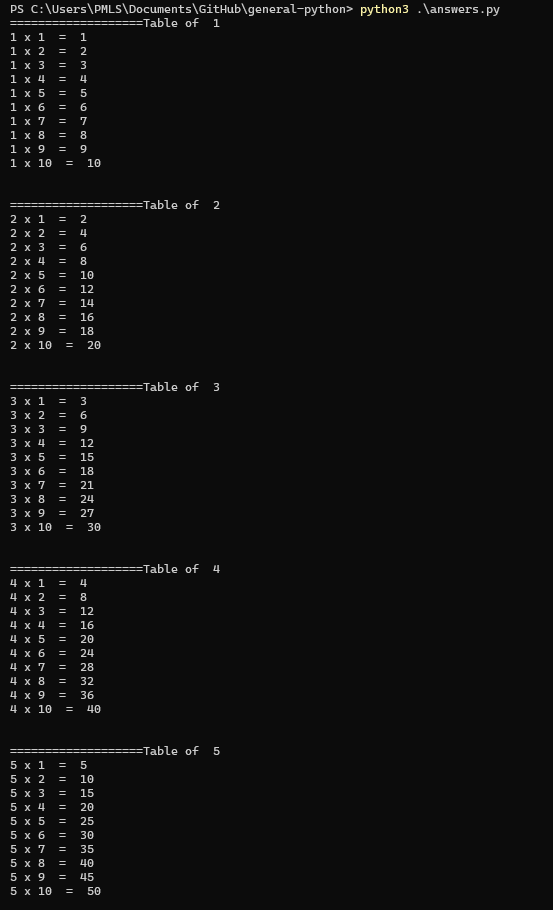 PS C:\Users\PMLS\Documents\GitHub\general-python> python3 .\answers.py
===================Table of  1
1 x 1  =  1
1 x 2  =  2
1 x 3  =  3
1 x 4  =  4
1 x 5  =  5
1 x 6  =  6
1 x 7  =  7
1 x 8  =  8
1 x 9  =  9
1 x 10  =  10
===================Table of  2
2 x 1  =  2
2 x 2  =  4
2 x 3  =  6
2 x 4  =  8
2 x 5  =  10
2 x 6  =  12
2 x 7  =  14
2 x 8  =  16
2 x 9  =  18
2 x 10  =  20
===================Table of  3
3 x 1  =  3
3 x 2  =  6
3 x 3  =  9
3 x 4  =  12
3 x 5  =  15
3 x 6  =  18
3 x 7  =  21
3 x 8  =  24
3 x 9  =  27
3 x 10  =  30
===================Table of  4
4 x 1  =  4
4 x 2  =  8
4 x 3  =  12
4 x 4  =  16
4 x 5  =  20
4 x 6  =  24
4 x 7  =  28
4 x 8  =  32
4 x 9  =  36
4 x 10  =  40
===================Table of  5
5 x 1  =  5
5 x 2  =  10
5 x 3  =  15
5 x 4  =  20
5 x 5  =  25
5 x 6  =  30
5 x 7  =  35
5 x 8  =  40
5 x 9  =  45
5 x 10  =  50